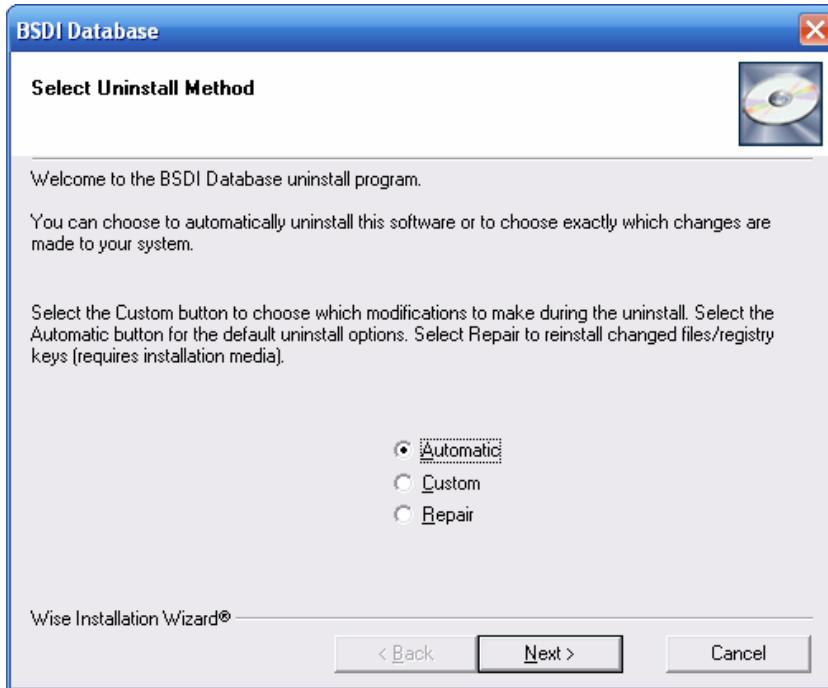 BSDI Database
Select Uninstall Method
Welcome to the BSDI Database uninstall program.
You can choose to automatically uninstall this software or to choose exactly which changes are
made to your system.
Select the Custom button to choose which modifications to make during the uninstall. Select the
Automatic button for the default uninstall options. Select Repair to reinstall changed files/registry
keys (requires installation media).
Automatic
Custom
Repair
Wise Installation Wizard®
< Back Next > Cancel